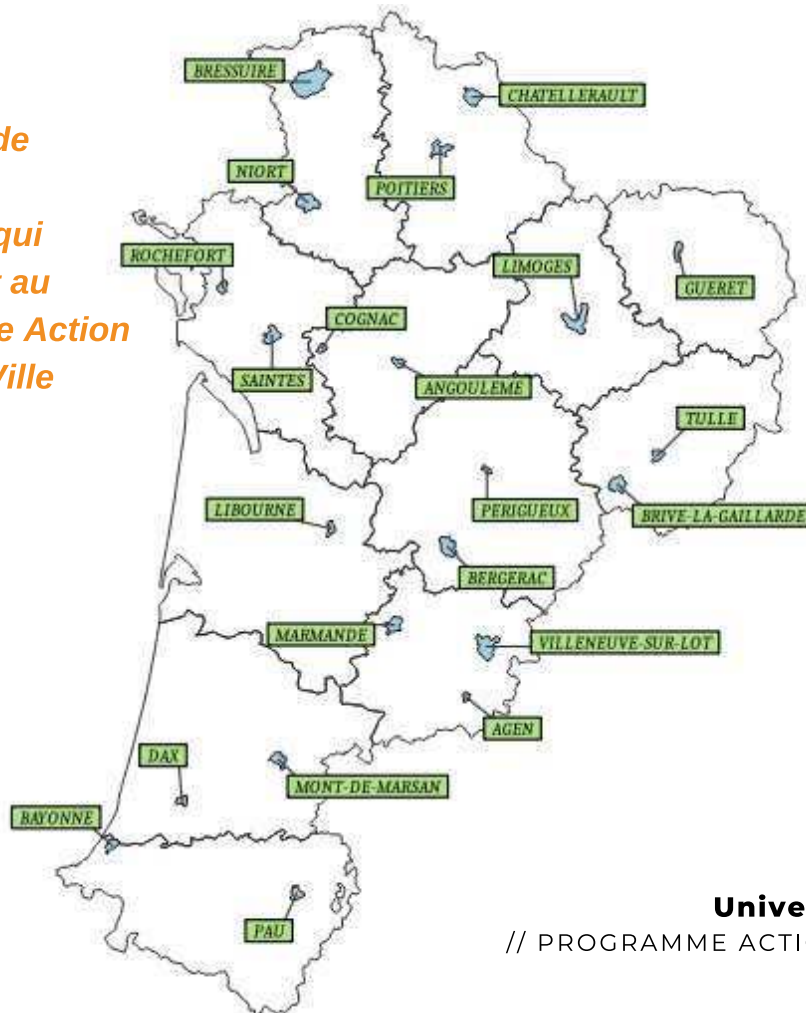 BRESSUIRE
CHATELLERAULT
de
NIORT
POITIERS
qui
ROCHEFORT
LIMOGES
au
GUERET
COGNAC
e Action
SAINTES
ANGOULEME
Ville
TULLE
LIBOURNE
PERIGUEUX
BRIVE-LA-GAILLARDE
BERGERAC
MARMANDE
VILLENEUVE-SUR-LOT
AGEN
DAX
MONT-DE-MARSAN
BAYONNE
Unive
PAU
// PROGRAMME ACTI